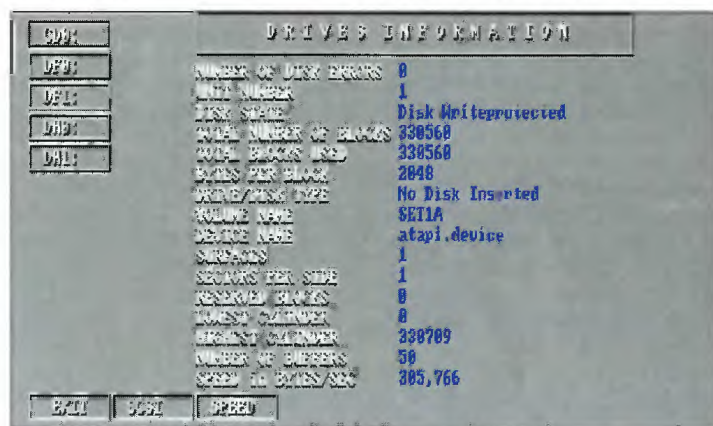 DRIVES INFORMATION
CD0:
DF0:
DF1:
DH0:
DH1:
NUMBER OF DISK ERRORS 0
UNIT NUMBER 1
DISK STATE Disk Writeprotected
TOTAL NUMBER OF BLOCKS 330560
TOTAL BLOCKS USED 330560
BYTES PER BLOCK 2048
DRIVE/DISK TYPE No Disk Inserted
VOLUME NAME SET1A
DEVICE NAME atapi.device
SURFACES 1
SECTORS PER SIDE 1
RESERVED BLOCKS 0
LOWEST CYLINDER 0
HIGHEST CYLINDER 330709
NUMBER OF BUFFERS 50
SPEED IN BYTES/SEC 305,766
EXIT SCSI SPEED